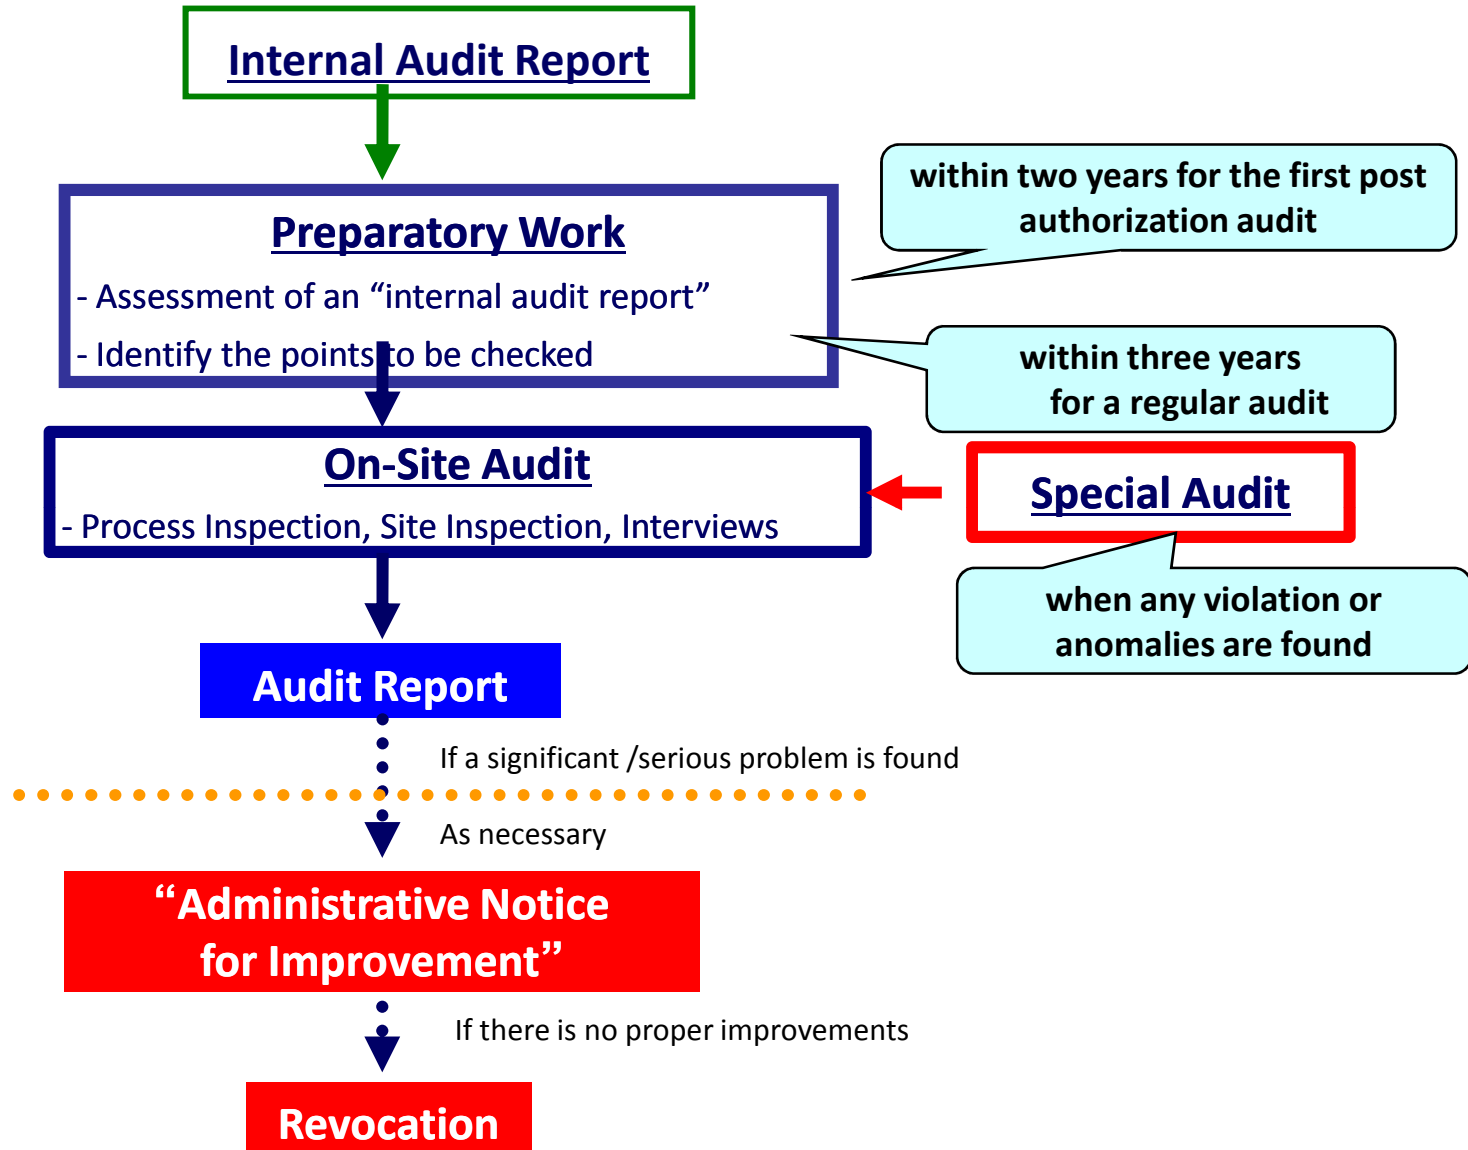 Internal Audit Report
within two years for the first post
authorization audit
Preparatory Work
- Assessment of an “internal audit report”
- Identify the points to be checked
within three years
for a regular audit
On-Site Audit
- Process Inspection, Site Inspection, Interviews
Special Audit
when any violation or
anomalies are found
Audit Report
If a significant /serious problem is found
As necessary
“Administrative Notice
for Improvement”
If there is no proper improvements
Revocation